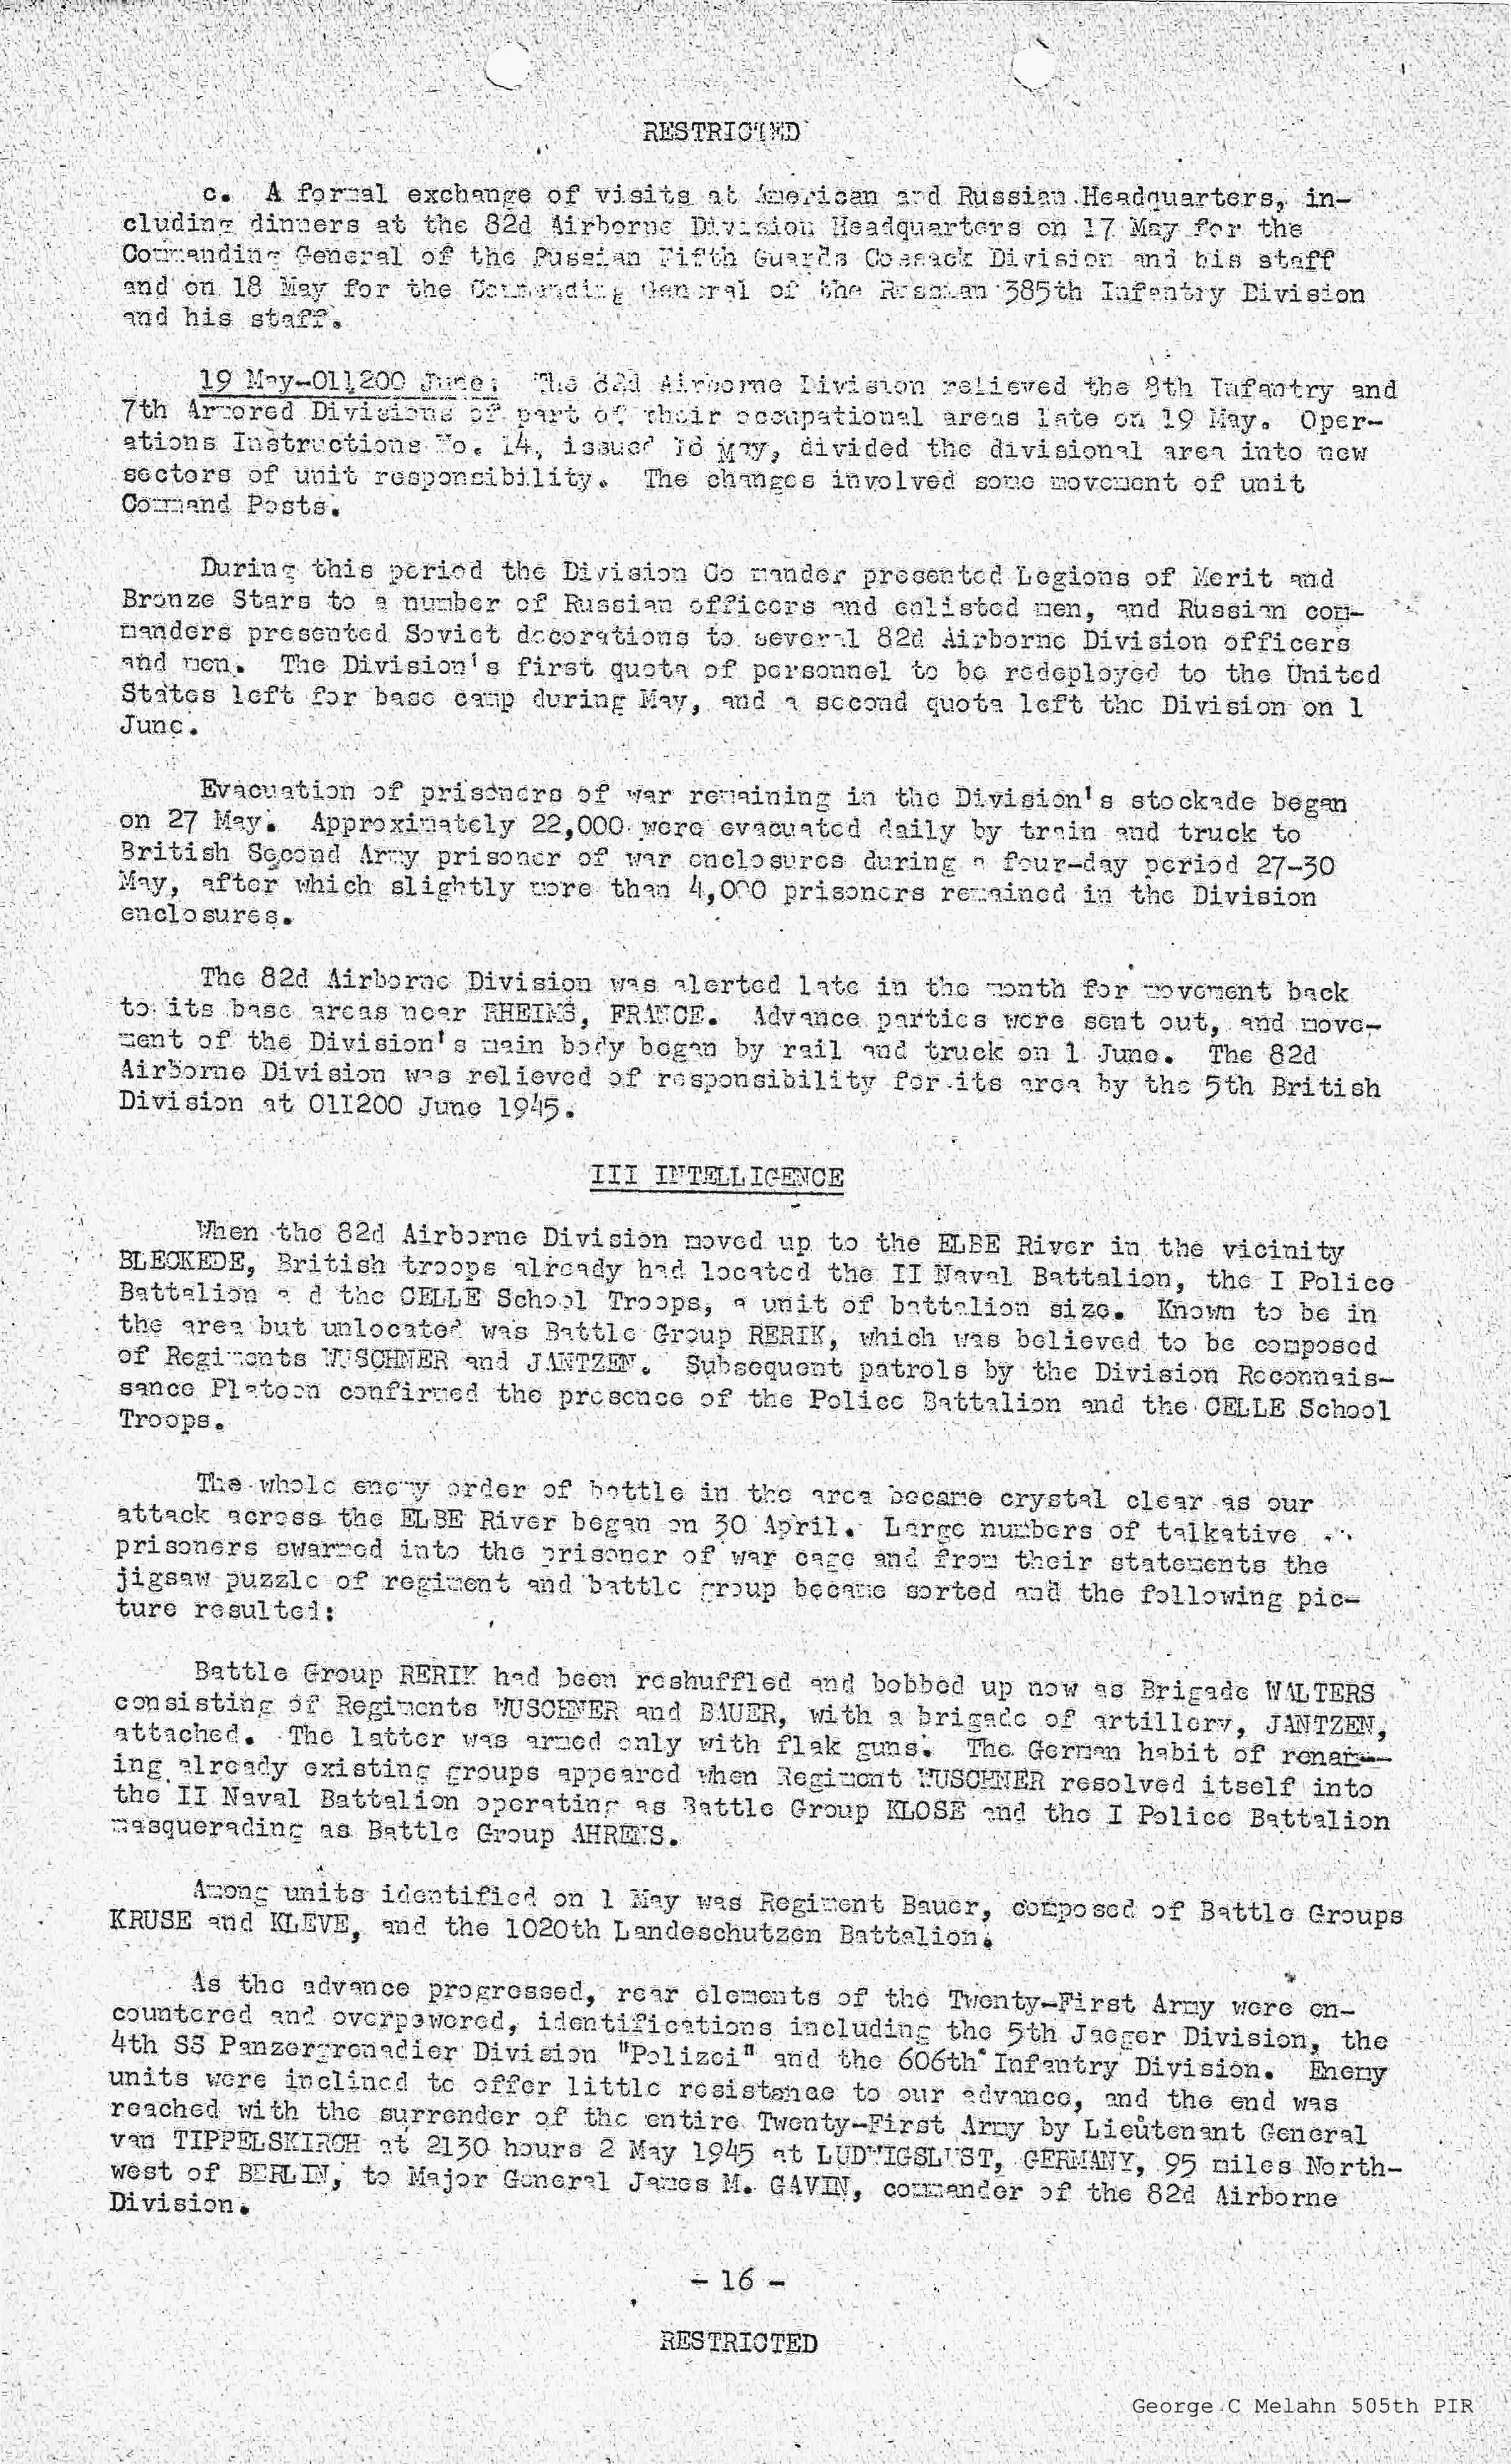 RESTRICTED
c. A formal exchange of visits at American and Russian Headquarters, in-
cluding dinners at the 82d Airborne Division Headquarters on 17 May for the
Commanding General of the Russian Fifth Guards Cossack Division and his staff
and on 18 May for the Commanding General of the Russian 385th Infantry Division
and his staff.
19 May-011200 June: The 82d Airborne Division relieved the 8th Infantry and
7th Armored Divisions of part of their occupational areas late on 19 May. Oper-
ations Instructions No. 14, issued 18 May, divided the divisional area into new
sectors of unit responsibility. The changes involved some movement of unit
Command Posts.
During this period the Division Co mander presented Legions of Merit and
Bronze Stars to a number of Russian officers and enlisted men, and Russian com-
manders presented Soviet decorations to several 82d Airborne Division officers
and men. The Division's first quota of personnel to be redeployed to the United
States left for base camp during May, and a second quota left the Division on 1
June.
Evacuation of prisoners of war remaining in the Division's stockade began
on 27 May. Approximately 22,000 were evacuated daily by train and truck to
British Second Army prisoner of war enclosures during a four-day period 27-30
May, after which slightly more than 4,000 prisoners remained in the Division
enclosures.
The 82d Airborne Division was alerted late in the month for movement back
to its base areas near RHEIMS, FRANCE. Advance parties were sent out, and move-
ment of the Division's main body began by rail and truck on 1 June. The 82d
Airborne Division was relieved of responsibility for its area by the 5th British
Division at 011200 June 1945.
III INTELLIGENCE
When the 82d Airborne Division moved up to the ELBE River in the vicinity
BLECKEDE, British troops already had located the II Naval Battalion, the I Police
Battalion a d the CELLE School Troops, a unit of battalion size. Known to be in
the area but unlocated was Battle Group RERIK, which was believed to be composed
of Regiments WUSCHNER and JANTZEN. Subsequent patrols by the Division Reconnais-
sance Platoon confirmed the presence of the Police Battalion and the CELLE School
Troops.
The whole enemy order of battle in the area became crystal clear as our
attack across the ELBE River began on 30 April. Large numbers of talkative
prisoners swarmed into the prisoner of war cage and from their statements the
jigsaw puzzle of regiment and battle group became sorted and the following pic-
ture resulted:
Battle Group RERIK had been reshuffled and bobbed up now as Brigade WALTERS
consisting of Regiments WUSCHNER and BAUER, with a brigade of artillery, JANTZEN,
attached. The latter was armed only with flak guns. The German habit of renam--
ing already existing groups appeared when Regiment WUSCHNER resolved itself into
the II Naval Battalion operating as Battle Group KLOSE and the I Police Battalion
masquerading as Battle Group AHRENS.
Among units identified on 1 May was Regiment Bauer, composed of Battle Groups
KRUSE and KLEVE, and the 1020th Landeschutzen Battalion.
As the advance progressed, rear elements of the Twenty-First Army were en-
countered and overpowered, identifications including the 5th Jaeger Division, the
4th SS Panzergrenadier Division "Polizei" and the 606th Infantry Division. Enemy
units were inclined to offer little resistance to our advance, and the end was
reached with the surrender of the entire Twenty-First Army by Lieutenant General
van TIPPELSKIRCH at 2130 hours 2 May 1945 at LUDWIGSLUST, GERMANY, 95 miles North-
west of BERLIN, to Major General James M. GAVIN, commander of the 82d Airborne
Division.
- 16 -
RESTRICTED
George C Melahn 505th PIR